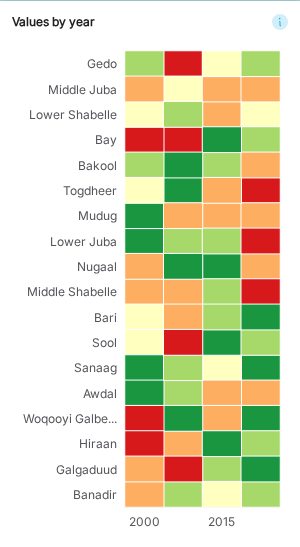 Values by year
i
Gedo
Middle Juba
Lower Shabelle
Bay
Bakool
Togdheer
Mudug
Lower Juba
Nugaal
Middle Shabelle
Bari
Sool
Sanaag
Awdal
Woqooyi Galbe...
Hiraan
Galgaduud
Banadir
2000 2015